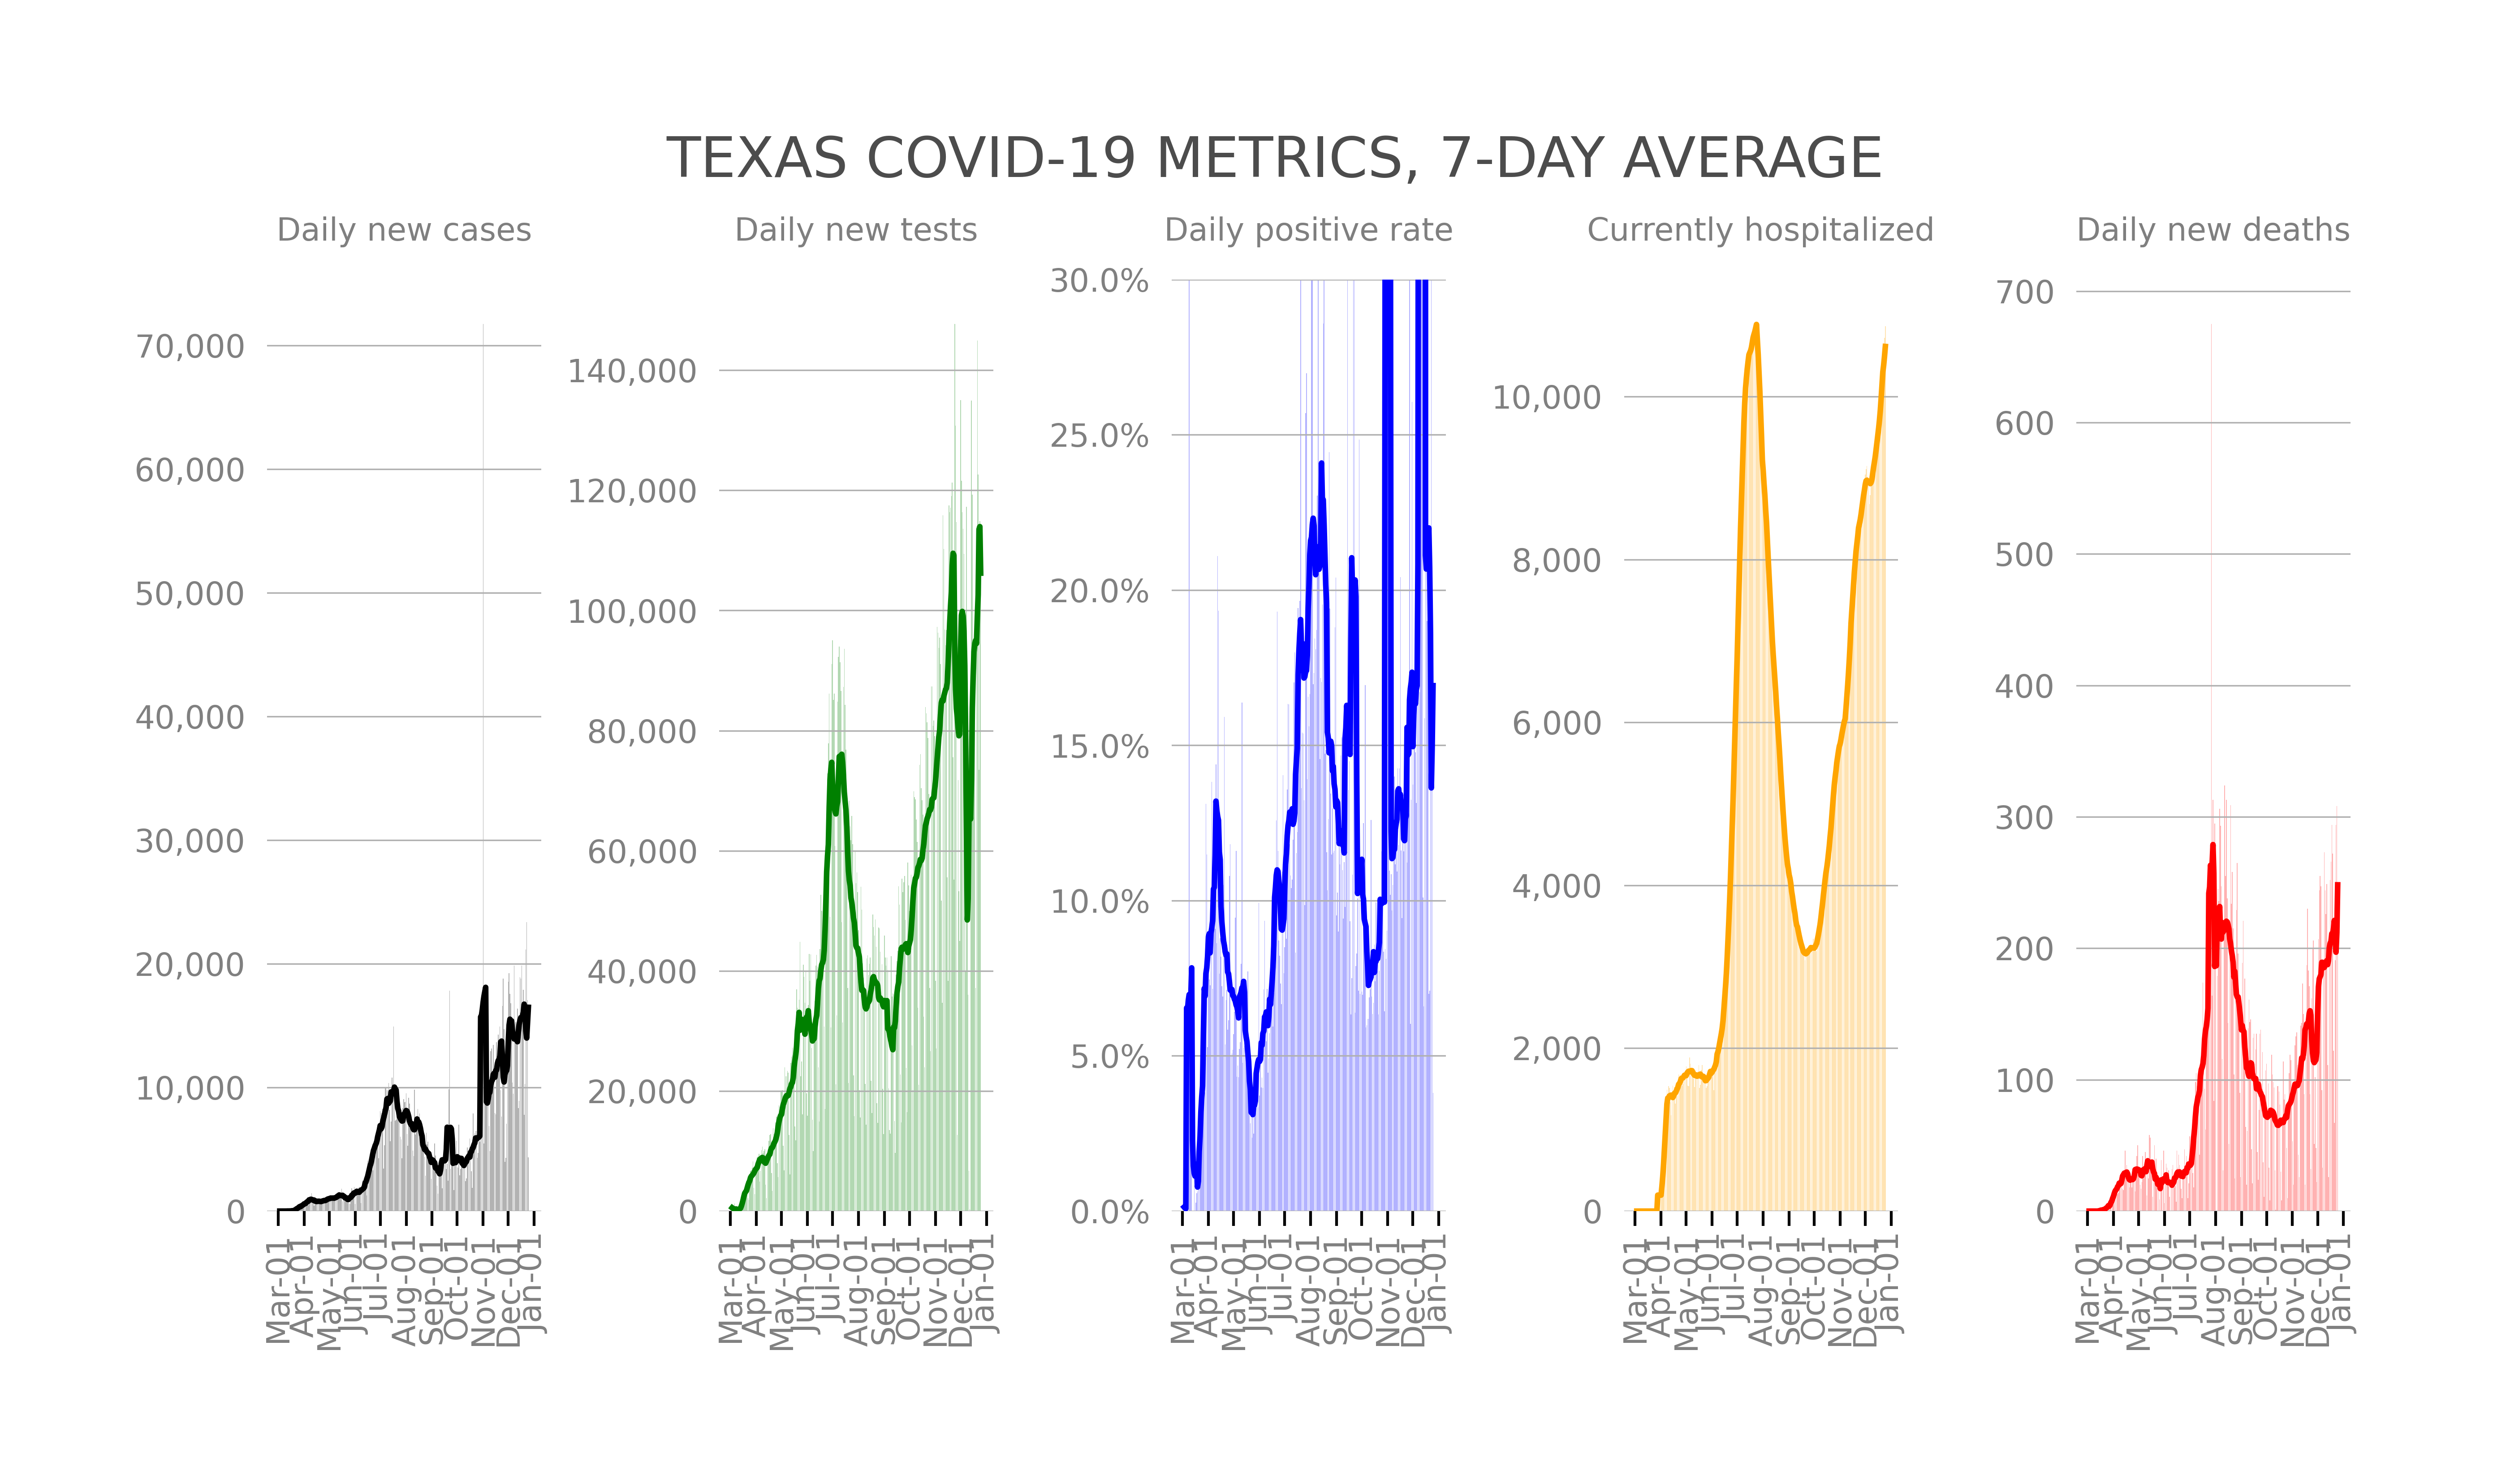 TEXAS COVID-19 METRICS, 7-DAY AVERAGE
Daily new cases
70,000
60,000
50,000
40,000
30,000
20,000
10,000
0
Mar-01
Apr-01
May-01
Jun-01
Jul-01
Aug-01
Sep-01
Oct-01
Nov-01
Dec-01
Jan-01
Daily new tests
140,000
120,000
100,000
80,000
60,000
40,000
20,000
0
Mar-01
Apr-01
May-01
Jun-01
Jul-01
Aug-01
Sep-01
Oct-01
Nov-01
Dec-01
Jan-01
Daily positive rate
30.0%
25.0%
20.0%
15.0%
10.0%
5.0%
0.0%
Mar-01
Apr-01
May-01
Jun-01
Jul-01
Aug-01
Sep-01
Oct-01
Nov-01
Dec-01
Jan-01
Currently hospitalized
10,000
8,000
6,000
4,000
2,000
0
Mar-01
Apr-01
May-01
Jun-01
Jul-01
Aug-01
Sep-01
Oct-01
Nov-01
Dec-01
Jan-01
Daily new deaths
700
600
500
400
300
200
100
0
Mar-01
Apr-01
May-01
Jun-01
Jul-01
Aug-01
Sep-01
Oct-01
Nov-01
Dec-01
Jan-01